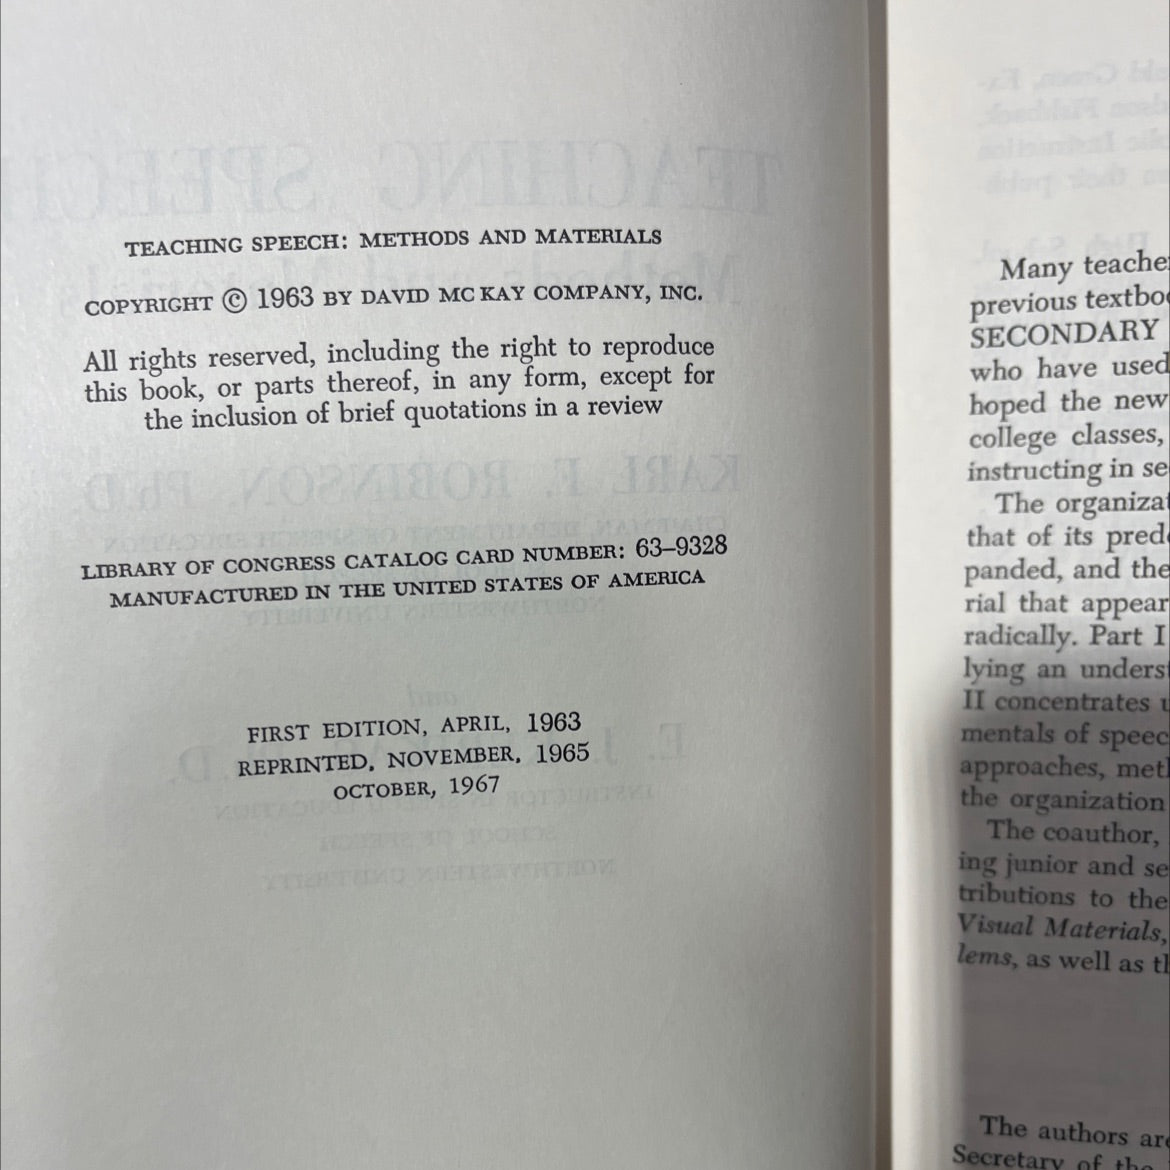 TEACHING SPEECH: METHODS AND MATERIALS
COPYRIGHT © 1963 BY DAVID MC KAY COMPANY, INC.
All rights reserved, including the right to reproduce
this book, or parts thereof, in any form, except for
the inclusion of brief quotations in a review
LIBRARY OF CONGRESS CATALOG CARD NUMBER: 63–9328
MANUFACTURED IN THE UNITED STATES OF AMERICA
FIRST EDITION, APRIL, 1963
REPRINTED, NOVEMBER, 1965
OCTOBER, 1967
Many teache
previous textbo
SECONDARY
who have used
hoped the new
college classes,
instructing in se
The organizat
that of its pred
panded, and the
rial that appear
radically. Part I
lying an underst
II concentrates u
mentals of speec
approaches, met
the organization
The coauthor,
ing junior and se
tributions to the
Visual Materials,
lems, as well as t
The authors are
Secretary of the